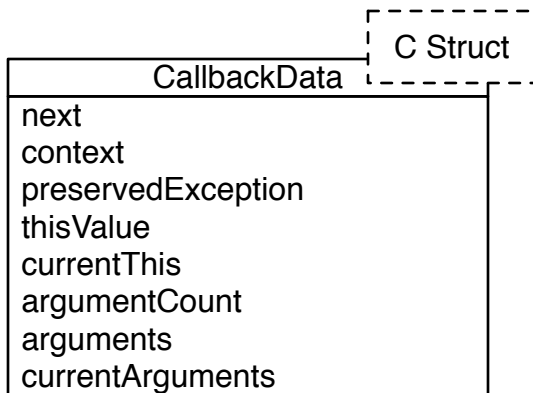 C Struct
CallbackData
next
context
preservedException
thisValue
currentThis
argumentCount
arguments
currentArguments